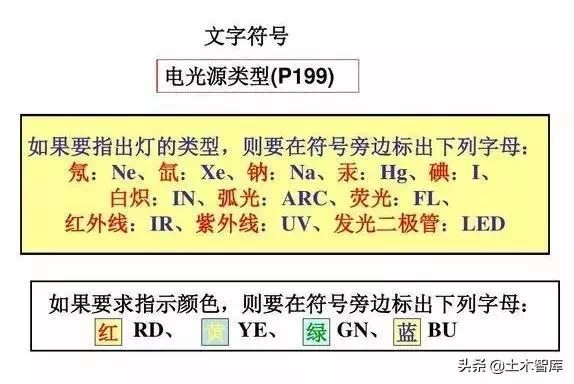 文字符号
电光源类型(P199)
如果要指出灯的类型，则要在符号旁边标出下列字母：
氖：Ne、氙：Xe、钠：Na、汞：Hg、碘：I、
白炽：IN、弧光：ARC、荧光：FL、
红外线：IR、紫外线：UV、发光二极管：LED
如果要求指示颜色，则要在符号旁边标出下列字母：
红 RD、 黄 YE、 绿 GN、 蓝 BU
头条 @土木智库